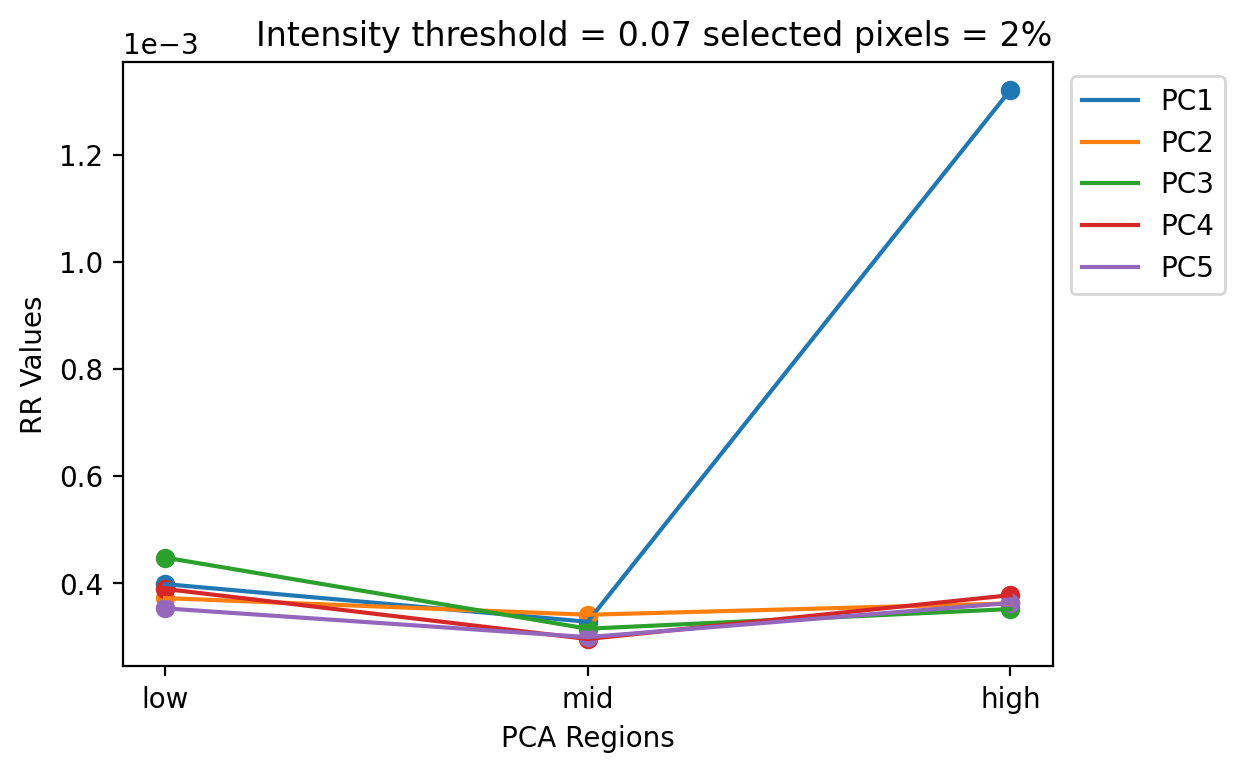 Intensity threshold = 0.07 selected pixels = 2%
1e−3
1.2
1.0
0.8
0.6
0.4
RR Values
low mid high
PCA Regions
PC1
PC2
PC3
PC4
PC5